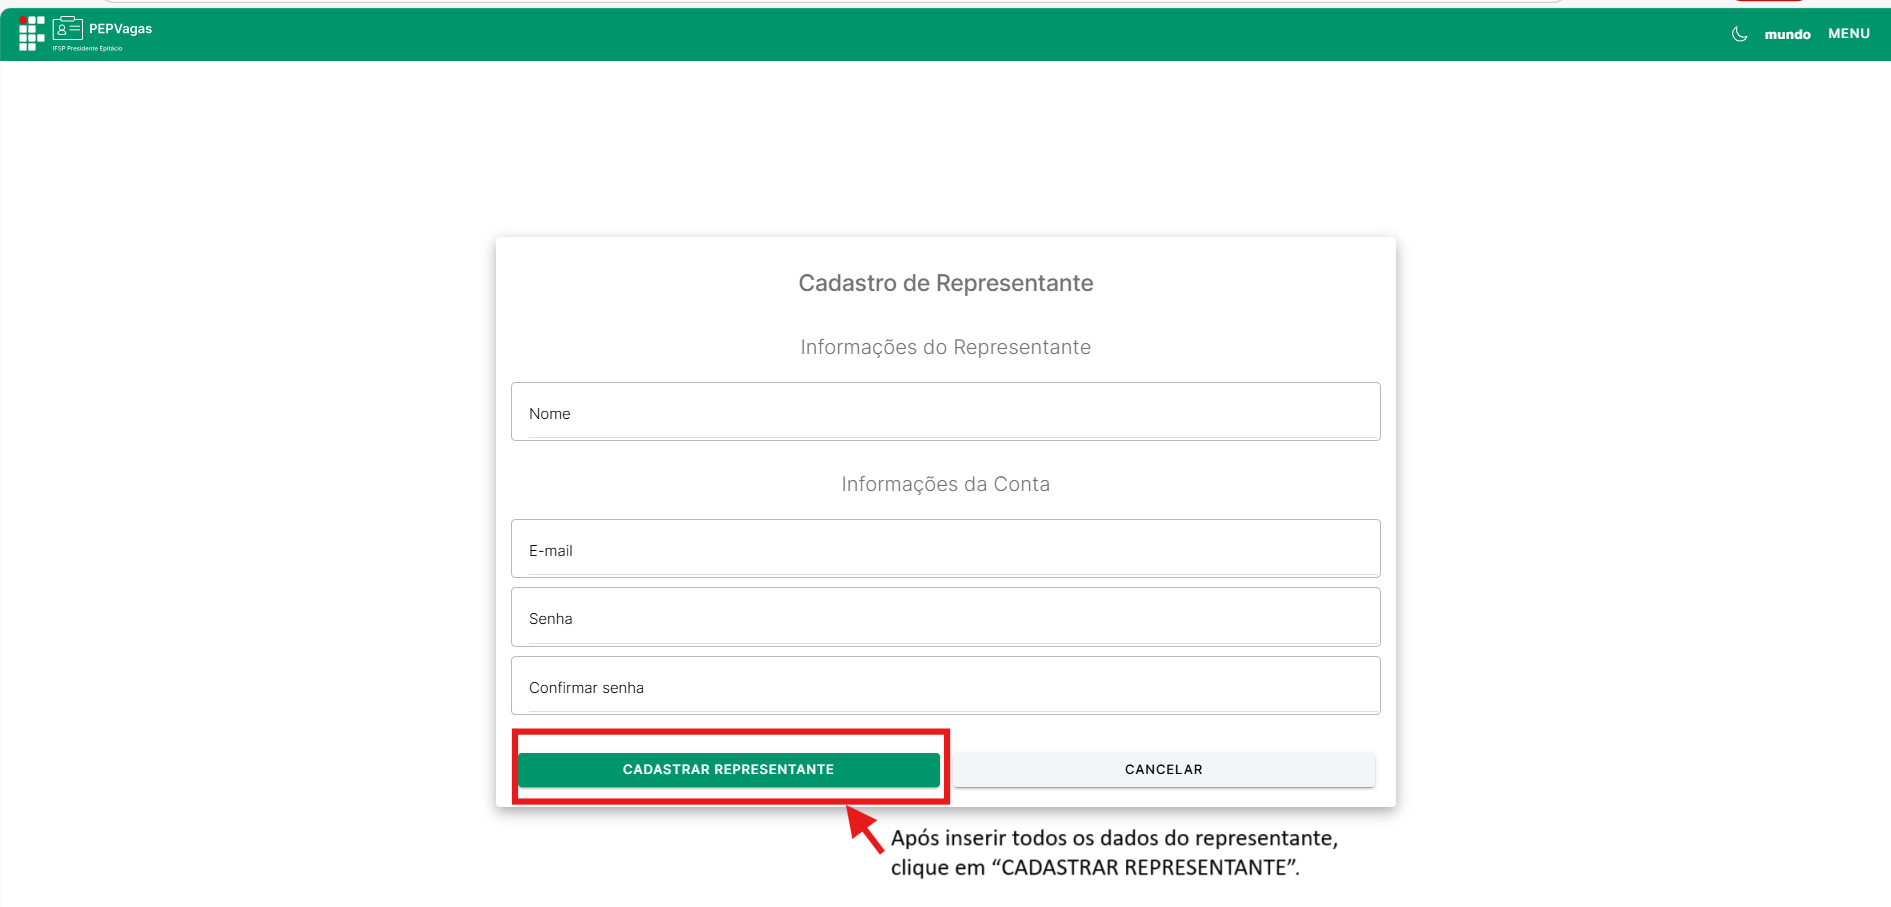 PEPVagas
IFSP Presidente Epitácio
mundo
MENU
Cadastro de Representante
Informações do Representante
Nome
Informações da Conta
E-mail
Senha
Confirmar senha
CADASTRAR REPRESENTANTE
CANCELAR
Após inserir todos os dados do representante,
clique em “CADASTRAR REPRESENTANTE”.